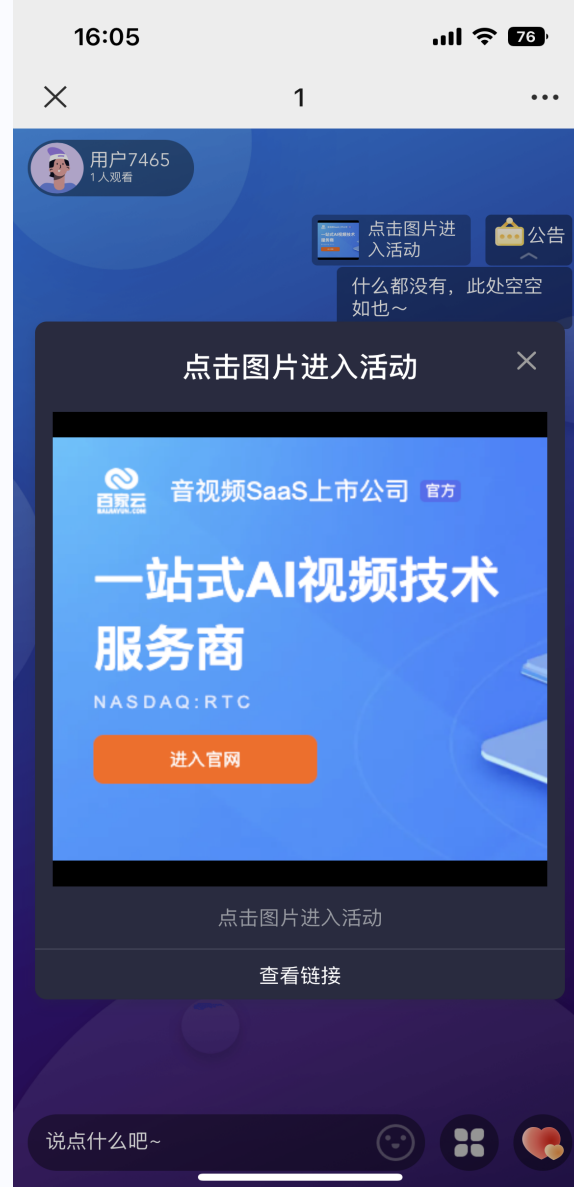 16:05
76
1
用户7465
1人观看
点击图片进
入活动
公告
什么都没有，此处空空
如也～
点击图片进入活动
百家云
BAIJIAYUN.COM
音视频SaaS上市公司 官方
一站式AI视频技术
服务商
NASDAQ:RTC
进入官网
点击图片进入活动
查看链接
说点什么吧~